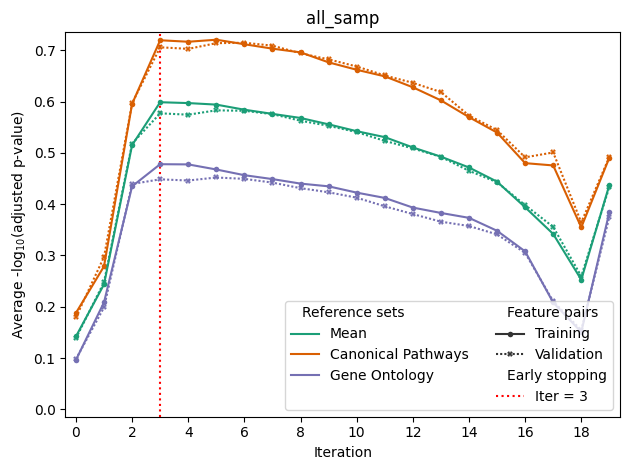 all_samp
Average -log10(adjusted p-value)
0.7
0.6
0.5
0.4
0.3
0.2
0.1
0.0
Reference sets
Mean
Canonical Pathways
Gene Ontology
Feature pairs
Training
Validation
Early stopping
Iter = 3
0 2 4 6 8 10 12 14 16 18
Iteration